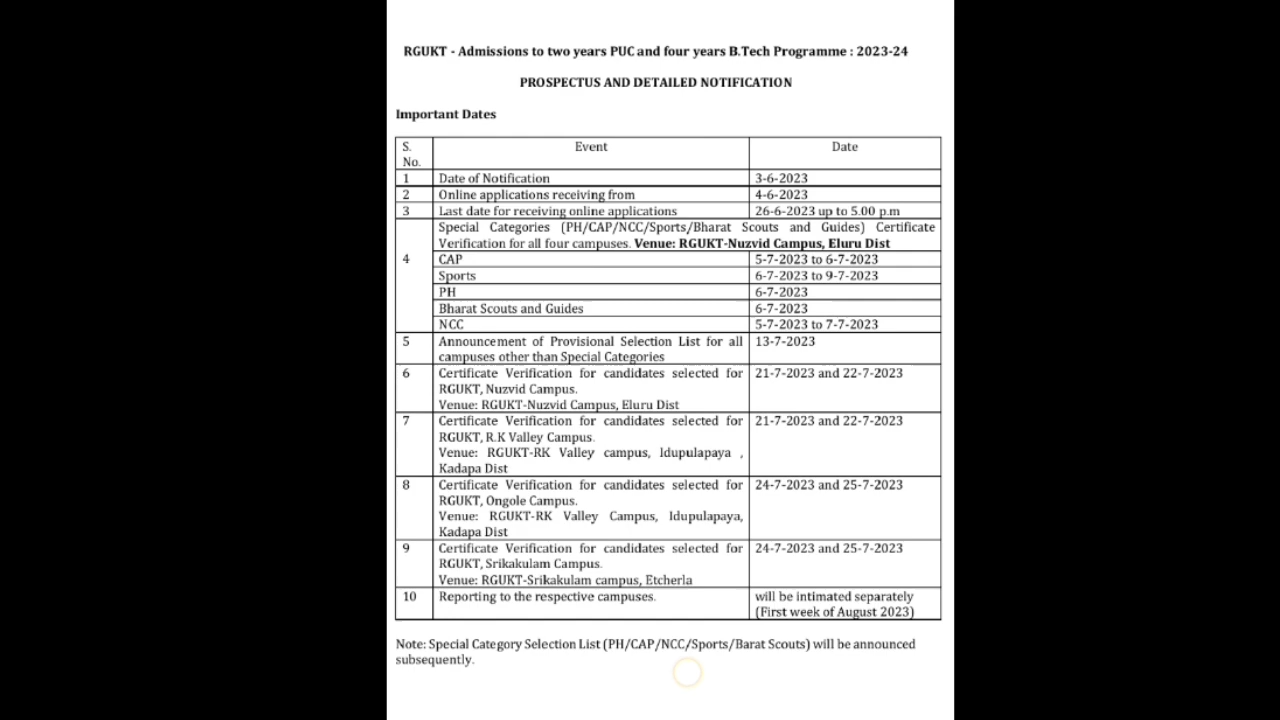 RGUKT - Admissions to two years PUC and four years B.Tech Programme : 2023-24
PROSPECTUS AND DETAILED NOTIFICATION
Important Dates
S. No. Event Date
1 Date of Notification 3-6-2023
2 Online applications receiving from 4-6-2023
3 Last date for receiving online applications 26-6-2023 up to 5.00 p.m
4 Special Categories (PH/CAP/NCC/Sports/Bharat Scouts and Guides) Certificate
Verification for all four campuses. Venue: RGUKT-Nuzvid Campus, Eluru Dist
CAP 5-7-2023 to 6-7-2023
Sports 6-7-2023 to 9-7-2023
PH 6-7-2023
Bharat Scouts and Guides 6-7-2023
NCC 5-7-2023 to 7-7-2023
5 Announcement of Provisional Selection List for all 13-7-2023
campuses other than Special Categories
6 Certificate Verification for candidates selected for 21-7-2023 and 22-7-2023
RGUKT, Nuzvid Campus.
Venue: RGUKT-Nuzvid Campus, Eluru Dist
7 Certificate Verification for candidates selected for 21-7-2023 and 22-7-2023
RGUKT, R.K Valley Campus.
Venue: RGUKT-RK Valley campus, Idupulapaya ,
Kadapa Dist
8 Certificate Verification for candidates selected for 24-7-2023 and 25-7-2023
RGUKT, Ongole Campus.
Venue: RGUKT-RK Valley Campus, Idupulapaya,
Kadapa Dist
9 Certificate Verification for candidates selected for 24-7-2023 and 25-7-2023
RGUKT, Srikakulam Campus.
Venue: RGUKT-Srikakulam campus, Etcherla
10 Reporting to the respective campuses. will be intimated separately
(First week of August 2023)
Note: Special Category Selection List (PH/CAP/NCC/Sports/Barat Scouts) will be announced
subsequently.